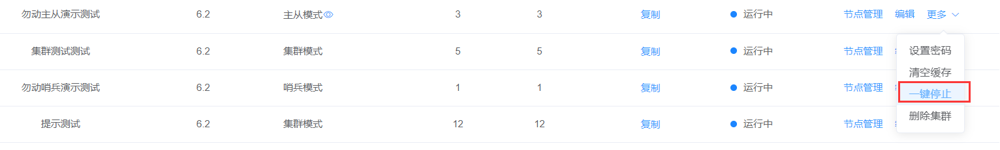 勿动主从演示测试 6.2 主从模式 3 3 复制 运行中 节点管理 编辑 更多
集群测试测试 6.2 集群模式 5 5 复制 运行中 节点管理
设置密码
清空缓存
勿动哨兵演示测试 6.2 哨兵模式 1 1 复制 运行中 节点管理
一键停止
提示测试 6.2 集群模式 12 12 复制 运行中 节点管理
删除集群